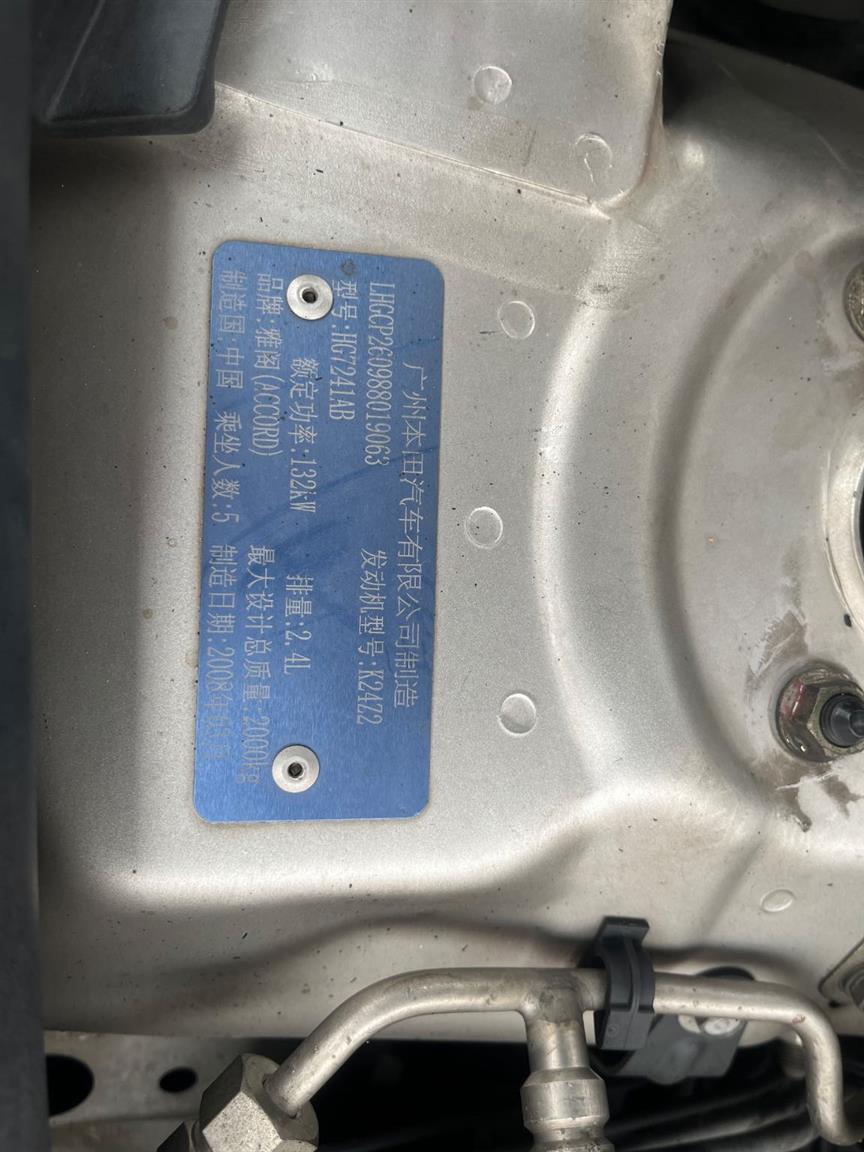 广州本田汽车有限公司制造
LHGCP260988019063 发动机型号:K24Z2
型号:HG7241AB
额定功率:132kW 排量:2.4L
品牌:雅阁(ACCORD) 最大设计总质量:2000kg
制造国:中国 乘坐人数:5 制造日期:2008年6月